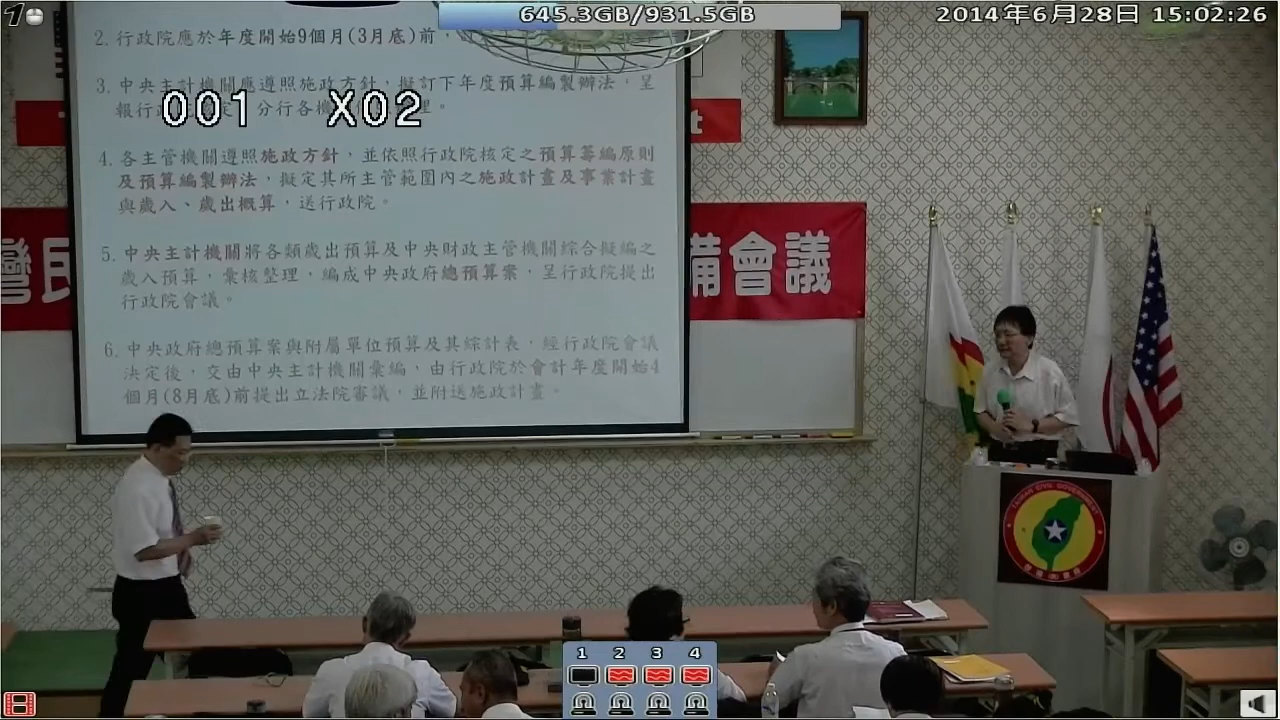 1
645.3GB/931.5GB
2014年6月28日 15:02:26
2. 行政院應於年度開始9個月(3月底)前，
3. 中央主計機關應遵照施政方針，擬訂下年度預算編製辦法，呈
報行 分行各機
001 X02
4. 各主管機關遵照施政方針，並依照行政院核定之預算籌編原則
及預算編製辦法，擬定其所主管範圍內之施政計畫及事業計畫
與歲入、歲出概算，送行政院。
5. 中央主計機關將各類歲出預算及中央財政主管機關綜合擬編之
歲入預算，彙核整理，編成中央政府總預算案，呈行政院提出
行政院會議。
6. 中央政府總預算案與附屬單位預算及其綜計表，經行政院會議
決定後，交由中央主計機關彙編，由行政院於會計年度開始4
個月(8月底)前提出立法院審議，並附送施政計畫。
t
灣民
備會議
TAIWAN CIVIL GOVERNMENT
1 2 3 4